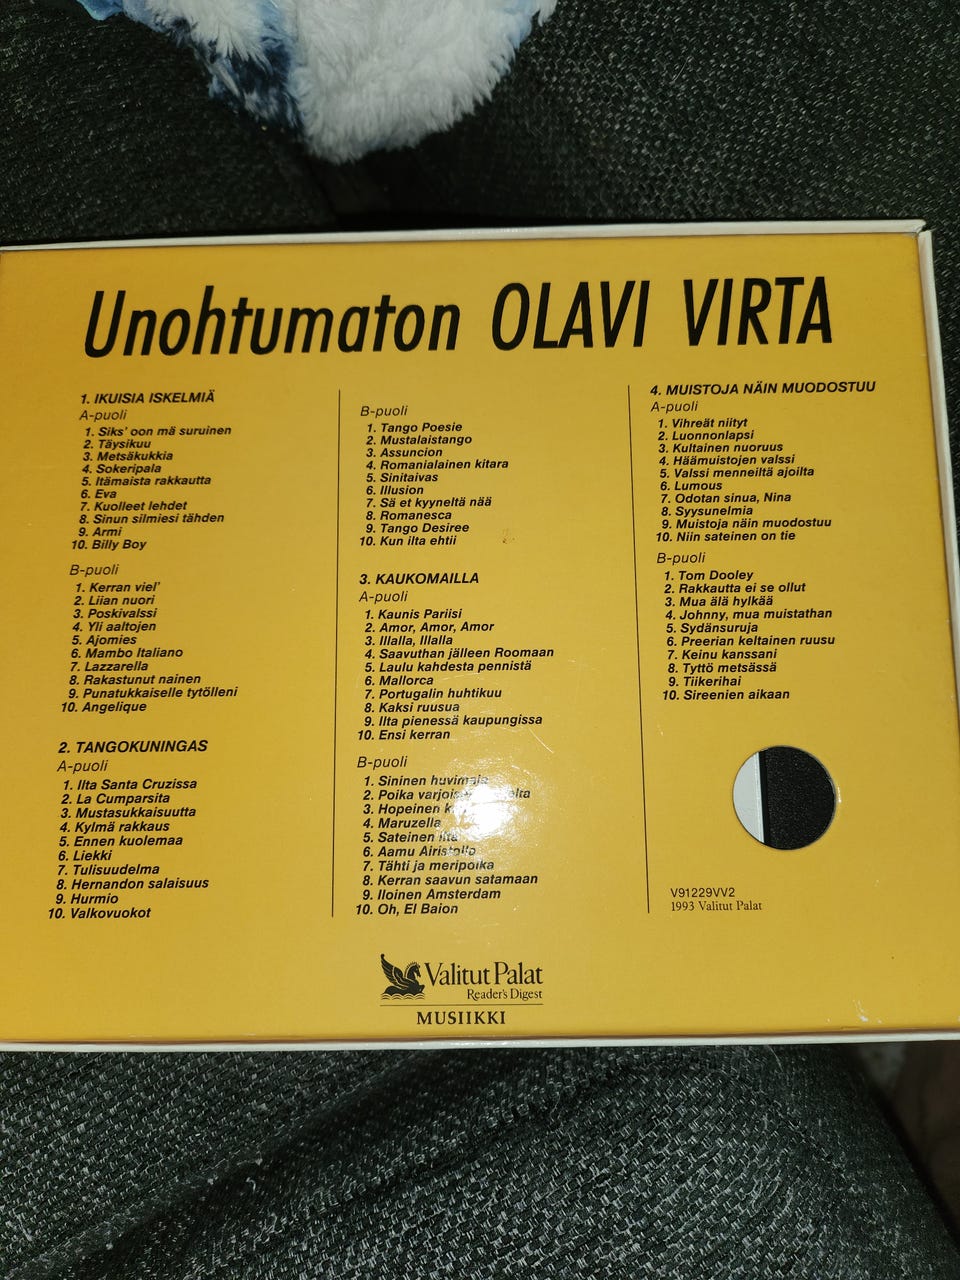 Unohtumaton OLAVI VIRTA
1. IKUISIA ISKELMIÄ
A-puoli
1. Siks' oon mä suruinen
2. Täysikuu
3. Metsäkukkia
4. Sokeripala
5. Itämaista rakkautta
6. Eva
7. Kuolleet lehdet
8. Sinun silmiesi tähden
9. Armi
10. Billy Boy
B-puoli
1. Kerran viel'
2. Liian nuori
3. Poskivalssi
4. Yli aaltojen
5. Ajomies
6. Mambo Italiano
7. Lazzarella
8. Rakastunut nainen
9. Punatukkaiselle tytölleni
10. Angelique
2. TANGOKUNINGAS
A-puoli
1. Ilta Santa Cruzissa
2. La Cumparsita
3. Mustasukkaisuutta
4. Kylmä rakkaus
5. Ennen kuolemaa
6. Liekki
7. Tulisuudelma
8. Hernandon salaisuus
9. Hurmio
10. Valkovuokot
B-puoli
1. Tango Poesie
2. Mustalaistango
3. Assuncion
4. Romanialainen kitara
5. Sinitaivas
6. Illusion
7. Sä et kyyneltä nää
8. Romanesca
9. Tango Desiree
10. Kun ilta ehtii
3. KAUKOMAILLA
A-puoli
1. Kaunis Pariisi
2. Amor, Amor, Amor
3. Illalla, Illalla
4. Saavuthan jälleen Roomaan
5. Laulu kahdesta pennistä
6. Mallorca
7. Portugalin huhtikuu
8. Kaksi ruusua
9. Ilta pienessä kaupungissa
10. Ensi kerran
B-puoli
1. Sininen huvimaja
2. Poika
3. Hopeinen
4. Maruzella
5. Sateinen ilta
6. Aamu Airistolla
7. Tähti ja meripoika
8. Kerran saavun satamaan
9. Iloinen Amsterdam
10. Oh, El Baion
4. MUISTOJA NÄIN MUODOSTUU
A-puoli
1. Vihreät niityt
2. Luonnonlapsi
3. Kultainen nuoruus
4. Häämuistojen valssi
5. Valssi menneiltä ajoilta
6. Lumous
7. Odotan sinua, Nina
8. Syysunelmia
9. Muistoja näin muodostuu
10. Niin sateinen on tie
B-puoli
1. Tom Dooley
2. Rakkautta ei se ollut
3. Mua älä hylkää
4. Johnny, mua muistathan
5. Sydänsuruja
6. Preerian keltainen ruusu
7. Keinu kanssani
8. Tyttö metsässä
9. Tiikerihai
10. Sireenien aikaan
V91229VV2
1993 Valitut Palat
Valitut Palat
Reader's Digest
MUSIIKKI